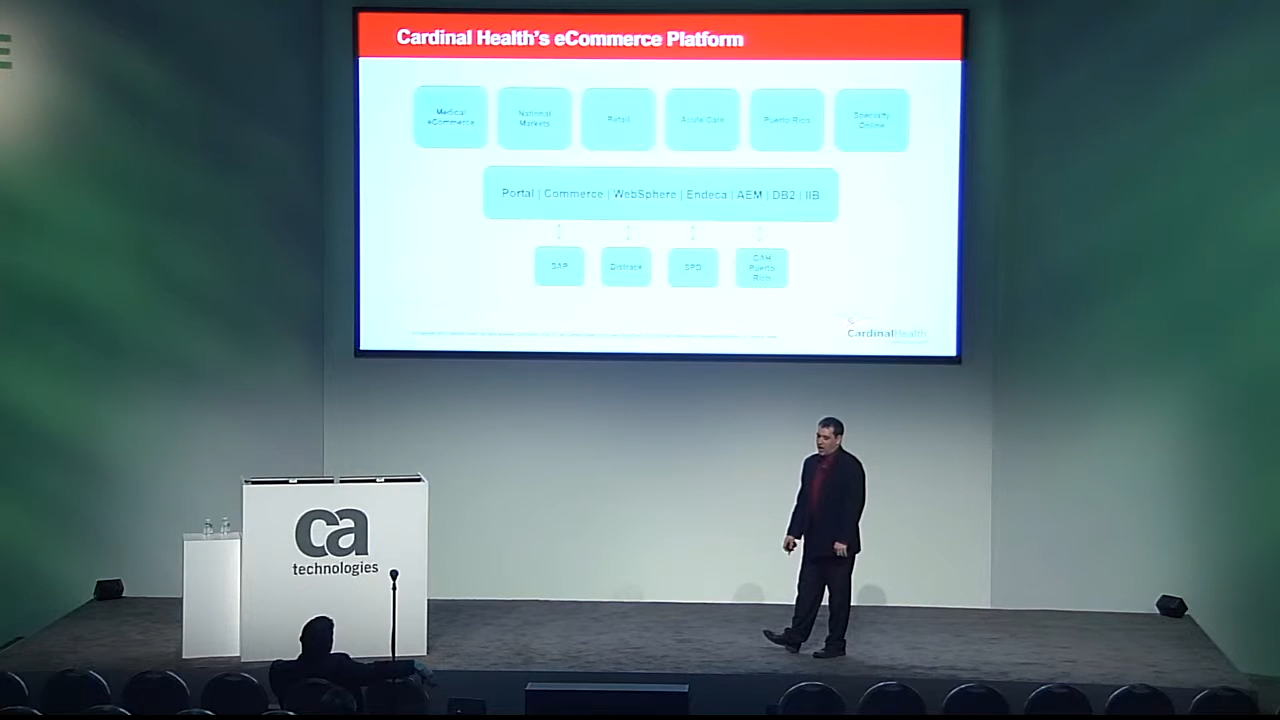 E
Cardinal Health's eCommerce Platform
Medical
eCommerce
National
Markets
Retail
Acute Care
Puerto Rico
Specialty
Online
Portal | Commerce | WebSphere | Endeca | AEM | DB2 | IIB
SAP
Distrack
SPD
CAH
Puerto
Rico
CardinalHealth
ca
technologies